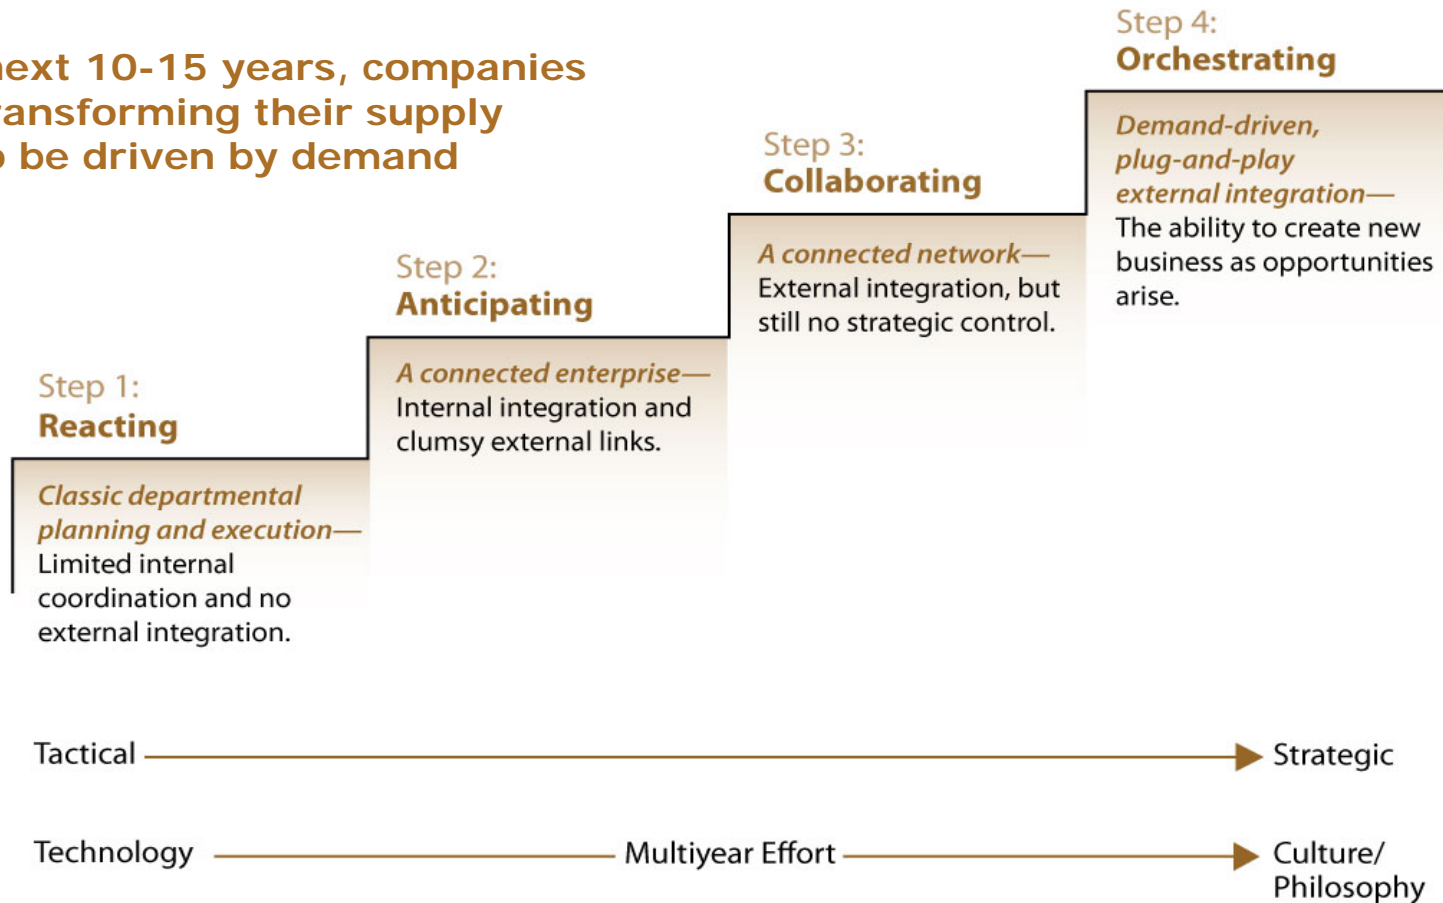 next 10-15 years, companies
ransforming their supply
be driven by demand
Step 1:
Reacting
Classic departmental
planning and execution—
Limited internal
coordination and no
external integration.
Step 2:
Anticipating
A connected enterprise—
Internal integration and
clumsy external links.
Step 3:
Collaborating
A connected network—
External integration, but
still no strategic control.
Step 4:
Orchestrating
Demand-driven,
plug-and-play
external integration—
The ability to create new
business as opportunities
arise.
Tactical Strategic
Technology Multiyear Effort Culture/
Philosophy